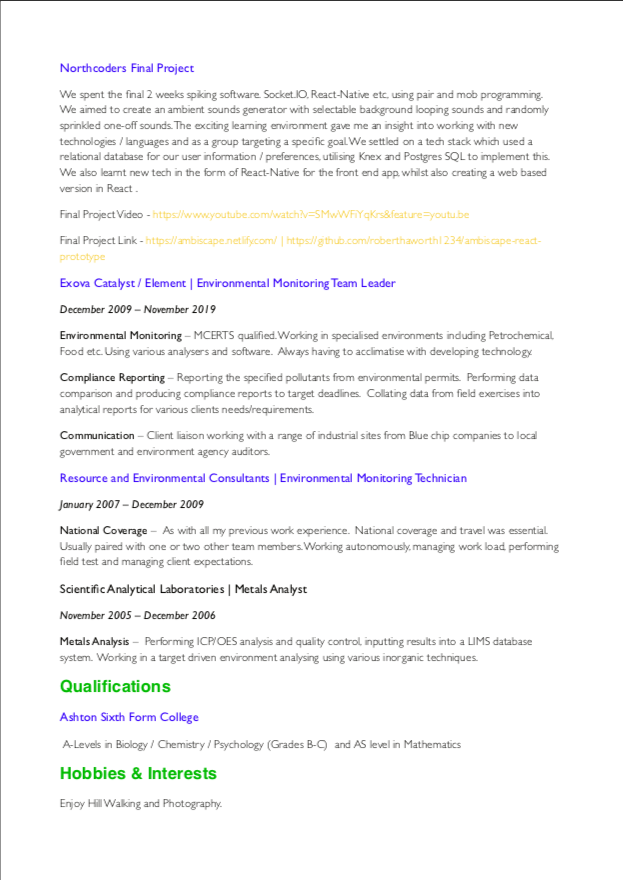 Northcoders Final Project
We spent the final 2 weeks spiking software. Socket.IO, React-Native etc, using pair and mob programming.
We aimed to create an ambient sounds generator with selectable background looping sounds and randomly
sprinkled one-off sounds. The exciting learning environment gave me an insight into working with new
technologies / languages and as a group targeting a specific goal. We settled on a tech stack which used a
relational database for our user information / preferences, utilising Knex and Postgres SQL to implement this.
We also learnt new tech in the form of React-Native for the front end app, whilst also creating a web based
version in React .
Final Project Video - https://www.youtube.com/watch?v=SMwWFiYqKrs&feature=youtu.be
Final Project Link - https://ambiscape.netlify.com/ | https://github.com/roberthaworth1234/ambiscape-react-
prototype
Exova Catalyst / Element | Environmental Monitoring Team Leader
December 2009 – November 2019
Environmental Monitoring – MCERTS qualified. Working in specialised environments including Petrochemical,
Food etc. Using various analysers and software. Always having to acclimatise with developing technology.
Compliance Reporting – Reporting the specified pollutants from environmental permits. Performing data
comparison and producing compliance reports to target deadlines. Collating data from field exercises into
analytical reports for various clients needs/requirements.
Communication – Client liaison working with a range of industrial sites from Blue chip companies to local
government and environment agency auditors.
Resource and Environmental Consultants | Environmental Monitoring Technician
January 2007 – December 2009
National Coverage – As with all my previous work experience. National coverage and travel was essential.
Usually paired with one or two other team members. Working autonomously, managing work load, performing
field test and managing client expectations.
Scientific Analytical Laboratories | Metals Analyst
November 2005 – December 2006
Metals Analysis – Performing ICP/OES analysis and quality control, inputting results into a LIMS database
system. Working in a target driven environment analysing using various inorganic techniques.
Qualifications
Ashton Sixth Form College
A-Levels in Biology / Chemistry / Psychology (Grades B-C) and AS level in Mathematics
Hobbies & Interests
Enjoy Hill Walking and Photography.